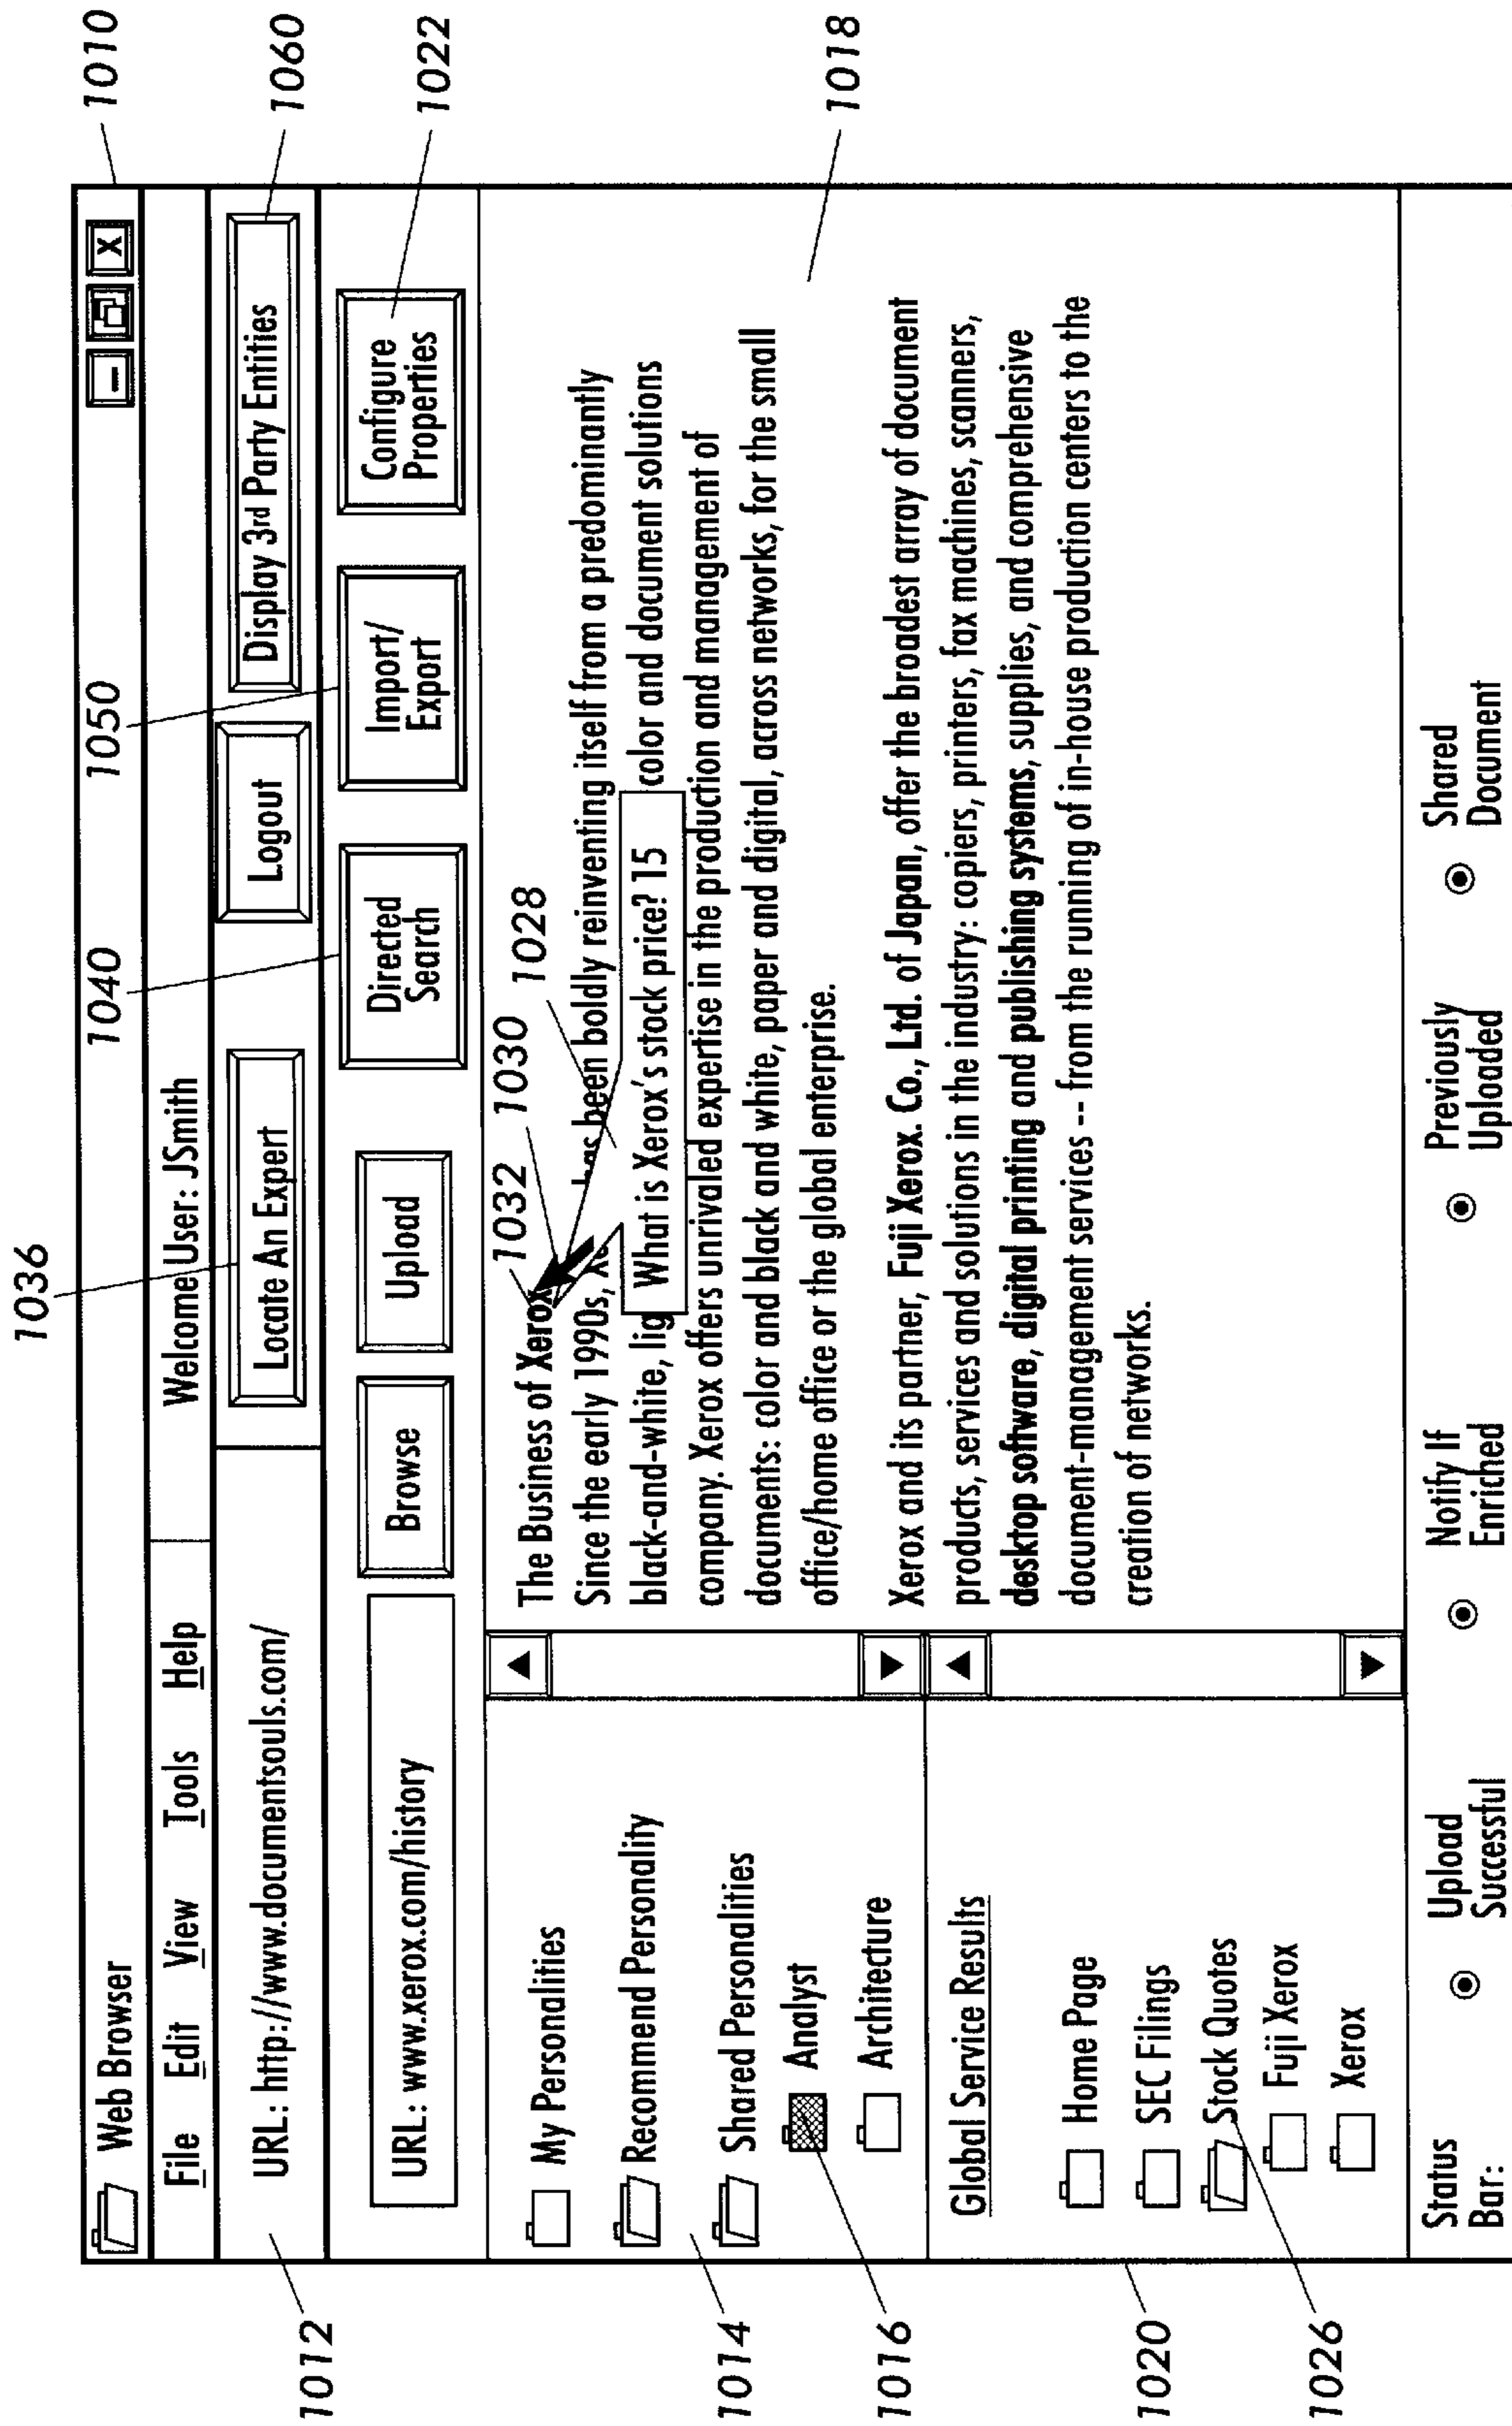 1036
1040
1050
1010
1060
1022
1018
1012
1014
1016
1020
1026
1032
1030
1028
Web Browser
X
File Edit View Tools Help
Welcome User: JSmith
URL: http://www.documentsouls.com/
Locate An Expert
Logout
Display 3rd Party Entities
URL: www.xerox.com/history
Browse
Upload
Directed
Search
Import/
Export
Configure
Properties
My Personalities
Recommend Personality
Shared Personalities
Analyst
Architecture
Global Service Results
Home Page
SEC Filings
Stock Quotes
Fuji Xerox
Xerox
The Business of Xerox
Since the early 1990s, been boldly reinventing itself from a predominantly
black-and-white, lig color and document solutions
What is Xerox's stock price? 15
company. Xerox offers unrivaled expertise in the production and management of
documents: color and black and white, paper and digital, across networks, for the small
office/home office or the global enterprise.
Xerox and its partner, Fuji Xerox. Co., Ltd. of Japan, offer the broadest array of document
products, services and solutions in the industry: copiers, printers, fax machines, scanners,
desktop software, digital printing and publishing systems, supplies, and comprehensive
document-management services -- from the running of in-house production centers to the
creation of networks.
Status
Bar:
Upload
Successful
Notify If
Enriched
Previously
Uploaded
Shared
Document